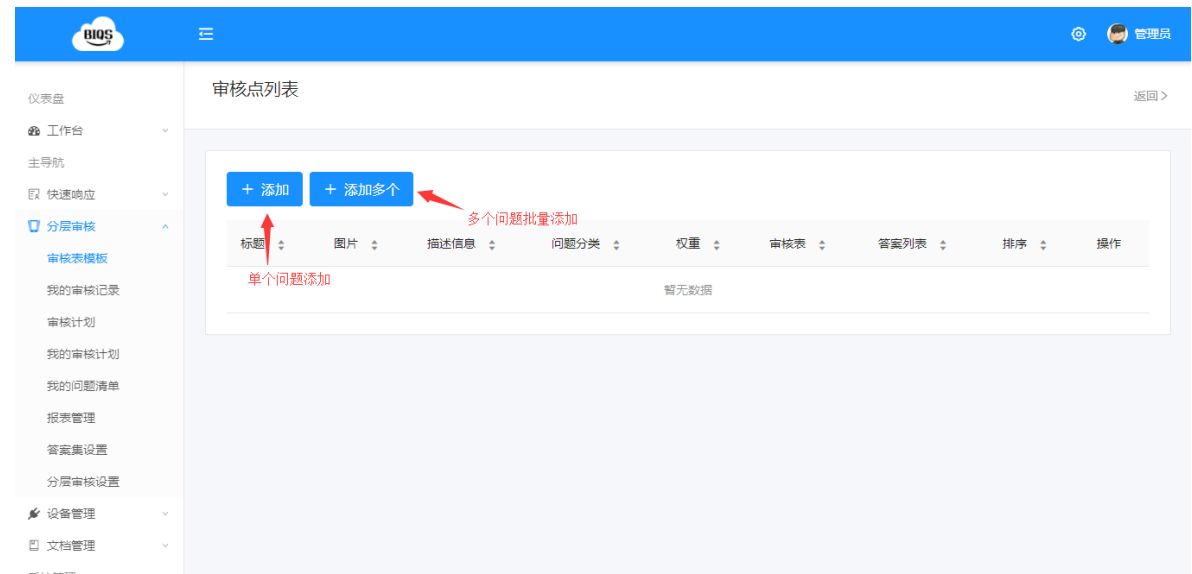 BIQS
管理员
仪表盘
工作台
主导航
快速响应
分层审核
审核表模板
我的审核记录
审核计划
我的审核计划
我的问题清单
报表管理
答案集设置
分层审核设置
设备管理
文档管理
审核点列表
返回
+ 添加
+ 添加多个
多个问题批量添加
标题 图片 描述信息 问题分类 权重 审核表 答案列表 排序 操作
单个问题添加
暂无数据